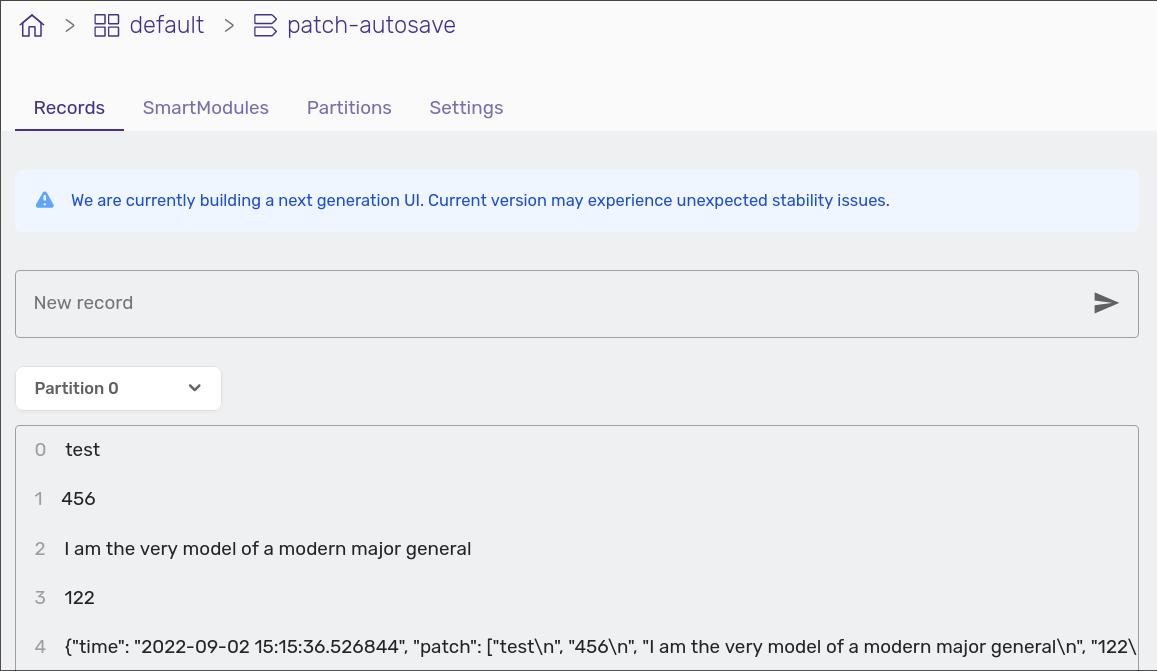 default > patch-autosave
Records SmartModules Partitions Settings
We are currently building a next generation UI. Current version may experience unexpected stability issues.
New record
Partition 0
0 test
1 456
2 I am the very model of a modern major general
3 122
4 {"time": "2022-09-02 15:15:36.526844", "patch": ["test\n", "456\n", "I am the very model of a modern major general\n", "122\